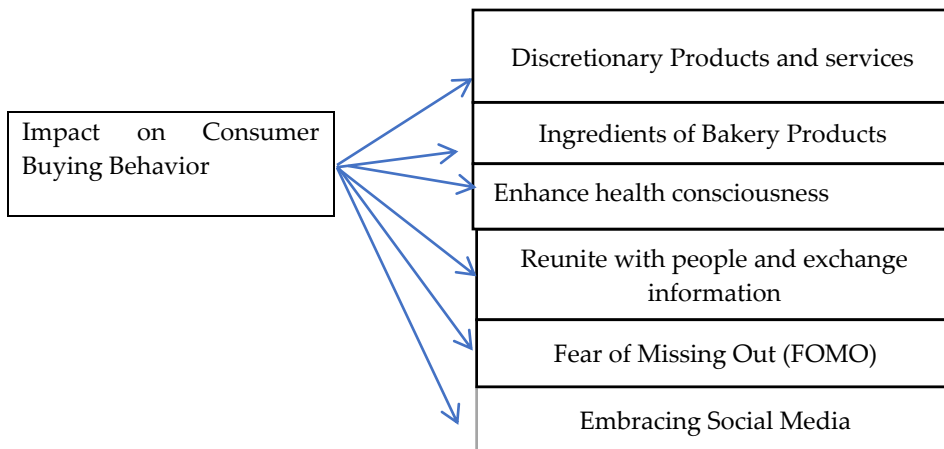 Discretionary Products and services
Impact on Consumer
Buying Behavior
Ingredients of Bakery Products
Enhance health consciousness
Reunite with people and exchange
information
Fear of Missing Out (FOMO)
Embracing Social Media